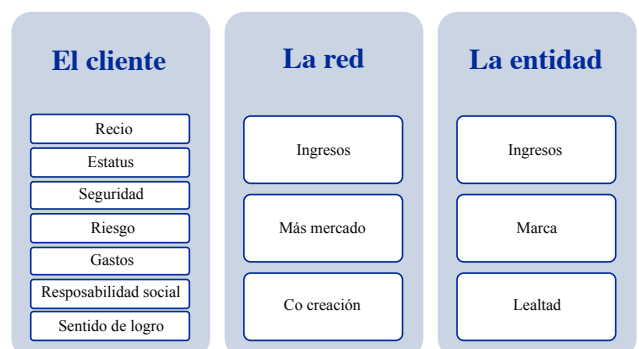 El cliente
Recio
Estatus
Seguridad
Riesgo
Gastos
Resposabilidad social
Sentido de logro
La red
Ingresos
Más mercado
Co creación
La entidad
Ingresos
Marca
Lealtad